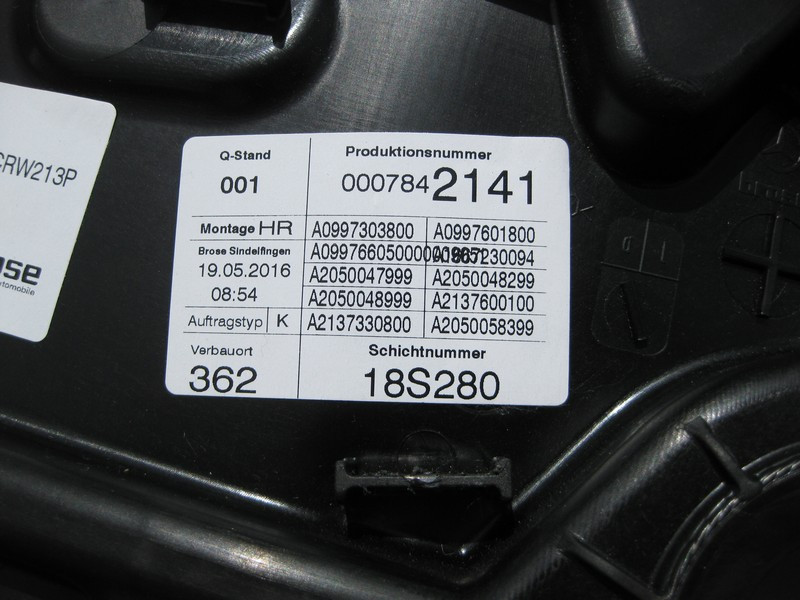 CRW213P
ose
automobile
Q-Stand
001
Produktionsnummer
0007842141
Montage HR
Brose Sindelfingen
19.05.2016
08:54
Auftragstyp K
A0997303800 A0997601800
A2050047999 A2050048299
A2050048999 A2137600100
A2137330800 A2050058399
Verbauort
362
Schichtnummer
18S280